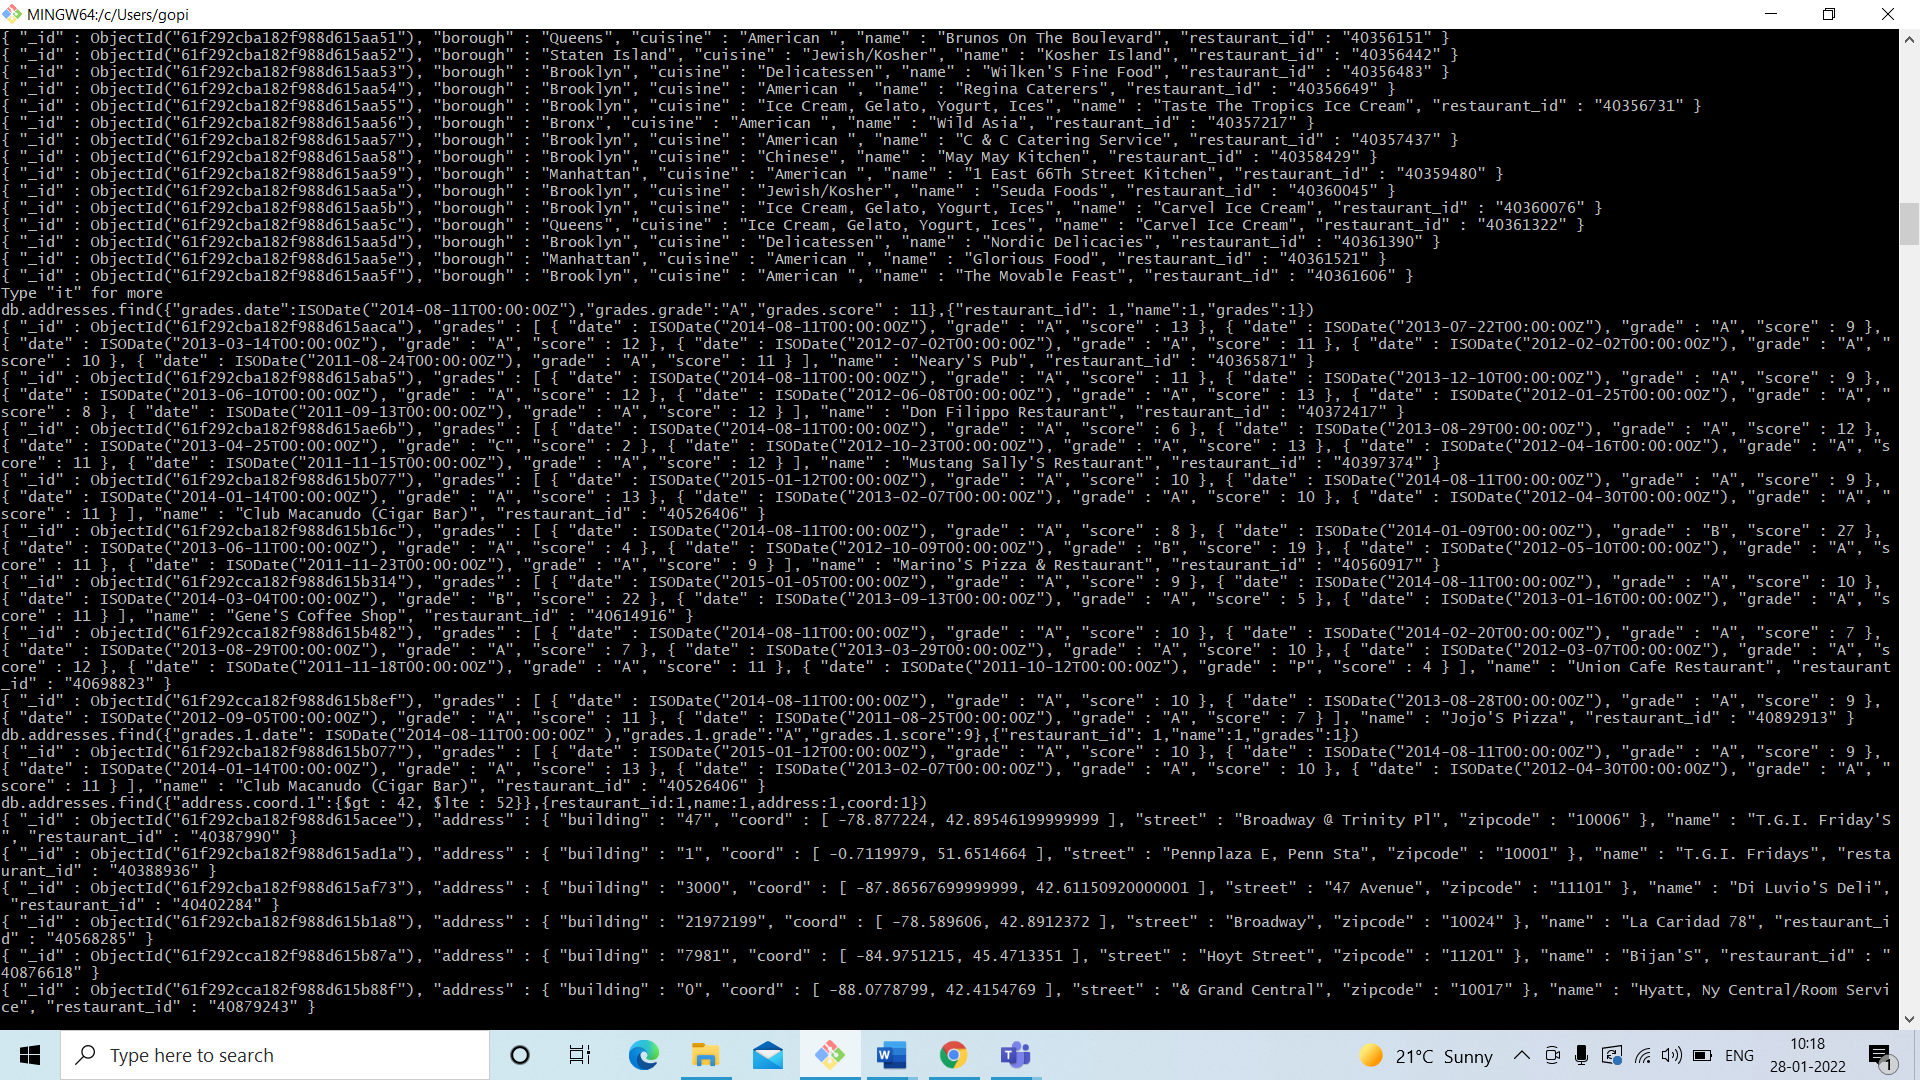 MINGW64:/c/Users/gopi
{ "_id" : ObjectId("61f292cba182f988d615aa51"), "borough" : "Queens", "cuisine" : "American ", "name" : "Brunos On The Boulevard", "restaurant_id" : "40356151" }
{ "_id" : ObjectId("61f292cba182f988d615aa52"), "borough" : "Staten Island", "cuisine" : "Jewish/Kosher", "name" : "Kosher Island", "restaurant_id" : "40356442" }
{ "_id" : ObjectId("61f292cba182f988d615aa53"), "borough" : "Brooklyn", "cuisine" : "Delicatessen", "name" : "Wilken'S Fine Food", "restaurant_id" : "40356483" }
{ "_id" : ObjectId("61f292cba182f988d615aa54"), "borough" : "Brooklyn", "cuisine" : "American ", "name" : "Regina Caterers", "restaurant_id" : "40356649" }
{ "_id" : ObjectId("61f292cba182f988d615aa55"), "borough" : "Brooklyn", "cuisine" : "Ice Cream, Gelato, Yogurt, Ices", "name" : "Taste The Tropics Ice Cream", "restaurant_id" : "40356731" }
{ "_id" : ObjectId("61f292cba182f988d615aa56"), "borough" : "Bronx", "cuisine" : "American ", "name" : "Wild Asia", "restaurant_id" : "40357217" }
{ "_id" : ObjectId("61f292cba182f988d615aa57"), "borough" : "Brooklyn", "cuisine" : "American ", "name" : "C & C Catering Service", "restaurant_id" : "40357437" }
{ "_id" : ObjectId("61f292cba182f988d615aa58"), "borough" : "Brooklyn", "cuisine" : "Chinese", "name" : "May May Kitchen", "restaurant_id" : "40358429" }
{ "_id" : ObjectId("61f292cba182f988d615aa59"), "borough" : "Manhattan", "cuisine" : "American ", "name" : "1 East 66Th Street Kitchen", "restaurant_id" : "40359480" }
{ "_id" : ObjectId("61f292cba182f988d615aa5a"), "borough" : "Brooklyn", "cuisine" : "Jewish/Kosher", "name" : "Seuda Foods", "restaurant_id" : "40360045" }
{ "_id" : ObjectId("61f292cba182f988d615aa5b"), "borough" : "Brooklyn", "cuisine" : "Ice Cream, Gelato, Yogurt, Ices", "name" : "Carvel Ice Cream", "restaurant_id" : "40360076" }
{ "_id" : ObjectId("61f292cba182f988d615aa5c"), "borough" : "Queens", "cuisine" : "Ice Cream, Gelato, Yogurt, Ices", "name" : "Carvel Ice Cream", "restaurant_id" : "40361322" }
{ "_id" : ObjectId("61f292cba182f988d615aa5d"), "borough" : "Brooklyn", "cuisine" : "Delicatessen", "name" : "Nordic Delicacies", "restaurant_id" : "40361390" }
{ "_id" : ObjectId("61f292cba182f988d615aa5e"), "borough" : "Manhattan", "cuisine" : "American ", "name" : "Glorious Food", "restaurant_id" : "40361521" }
{ "_id" : ObjectId("61f292cba182f988d615aa5f"), "borough" : "Brooklyn", "cuisine" : "American ", "name" : "The Movable Feast", "restaurant_id" : "40361606" }
Type "it" for more
db.addresses.find({"grades.date":ISODate("2014-08-11T00:00:00Z"),"grades.grade":"A","grades.score" : 11},{"restaurant_id": 1,"name":1,"grades":1})
{ "_id" : ObjectId("61f292cba182f988d615aaca"), "grades" : [ { "date" : ISODate("2014-08-11T00:00:00Z"), "grade" : "A", "score" : 13 }, { "date" : ISODate("2013-07-22T00:00:00Z"), "grade" : "A", "score" : 9 },
{ "date" : ISODate("2013-03-14T00:00:00Z"), "grade" : "A", "score" : 12 }, { "date" : ISODate("2012-07-02T00:00:00Z"), "grade" : "A", "score" : 11 }, { "date" : ISODate("2012-02-02T00:00:00Z"), "grade" : "A", "
score" : 10 }, { "date" : ISODate("2011-08-24T00:00:00Z"), "grade" : "A", "score" : 11 } ], "name" : "Neary'S Pub", "restaurant_id" : "40365871" }
{ "_id" : ObjectId("61f292cba182f988d615aba5"), "grades" : [ { "date" : ISODate("2014-08-11T00:00:00Z"), "grade" : "A", "score" : 11 }, { "date" : ISODate("2013-12-10T00:00:00Z"), "grade" : "A", "score" : 9 },
{ "date" : ISODate("2013-06-10T00:00:00Z"), "grade" : "A", "score" : 12 }, { "date" : ISODate("2012-06-08T00:00:00Z"), "grade" : "A", "score" : 13 }, { "date" : ISODate("2012-01-25T00:00:00Z"), "grade" : "A", "
score" : 8 }, { "date" : ISODate("2011-09-13T00:00:00Z"), "grade" : "A", "score" : 12 } ], "name" : "Don Filippo Restaurant", "restaurant_id" : "40372417" }
{ "_id" : ObjectId("61f292cba182f988d615ae6b"), "grades" : [ { "date" : ISODate("2014-08-11T00:00:00Z"), "grade" : "A", "score" : 6 }, { "date" : ISODate("2013-08-29T00:00:00Z"), "grade" : "A", "score" : 12 },
{ "date" : ISODate("2013-04-25T00:00:00Z"), "grade" : "C", "score" : 2 }, { "date" : ISODate("2012-10-23T00:00:00Z"), "grade" : "A", "score" : 13 }, { "date" : ISODate("2012-04-16T00:00:00Z"), "grade" : "A", "s
core" : 11 }, { "date" : ISODate("2011-11-15T00:00:00Z"), "grade" : "A", "score" : 12 } ], "name" : "Mustang Sally'S Restaurant", "restaurant_id" : "40397374" }
{ "_id" : ObjectId("61f292cba182f988d615b077"), "grades" : [ { "date" : ISODate("2015-01-12T00:00:00Z"), "grade" : "A", "score" : 10 }, { "date" : ISODate("2014-08-11T00:00:00Z"), "grade" : "A", "score" : 9 },
{ "date" : ISODate("2014-01-14T00:00:00Z"), "grade" : "A", "score" : 13 }, { "date" : ISODate("2013-02-07T00:00:00Z"), "grade" : "A", "score" : 10 }, { "date" : ISODate("2012-04-30T00:00:00Z"), "grade" : "A", "
score" : 11 } ], "name" : "Club Macanudo (Cigar Bar)", "restaurant_id" : "40526406" }
{ "_id" : ObjectId("61f292cba182f988d615b16c"), "grades" : [ { "date" : ISODate("2014-08-11T00:00:00Z"), "grade" : "A", "score" : 8 }, { "date" : ISODate("2014-01-09T00:00:00Z"), "grade" : "B", "score" : 27 },
{ "date" : ISODate("2013-06-11T00:00:00Z"), "grade" : "A", "score" : 4 }, { "date" : ISODate("2012-10-09T00:00:00Z"), "grade" : "B", "score" : 19 }, { "date" : ISODate("2012-05-10T00:00:00Z"), "grade" : "A", "s
core" : 11 }, { "date" : ISODate("2011-11-23T00:00:00Z"), "grade" : "A", "score" : 9 } ], "name" : "Marino'S Pizza & Restaurant", "restaurant_id" : "40560917" }
{ "_id" : ObjectId("61f292cca182f988d615b314"), "grades" : [ { "date" : ISODate("2015-01-05T00:00:00Z"), "grade" : "A", "score" : 9 }, { "date" : ISODate("2014-08-11T00:00:00Z"), "grade" : "A", "score" : 10 },
{ "date" : ISODate("2014-03-04T00:00:00Z"), "grade" : "B", "score" : 22 }, { "date" : ISODate("2013-09-13T00:00:00Z"), "grade" : "A", "score" : 5 }, { "date" : ISODate("2013-01-16T00:00:00Z"), "grade" : "A", "s
core" : 11 } ], "name" : "Gene'S Coffee Shop", "restaurant_id" : "40614916" }
{ "_id" : ObjectId("61f292cca182f988d615b482"), "grades" : [ { "date" : ISODate("2014-08-11T00:00:00Z"), "grade" : "A", "score" : 10 }, { "date" : ISODate("2014-02-20T00:00:00Z"), "grade" : "A", "score" : 7 },
{ "date" : ISODate("2013-08-29T00:00:00Z"), "grade" : "A", "score" : 7 }, { "date" : ISODate("2013-03-29T00:00:00Z"), "grade" : "A", "score" : 10 }, { "date" : ISODate("2012-03-07T00:00:00Z"), "grade" : "A", "s
core" : 12 }, { "date" : ISODate("2011-11-18T00:00:00Z"), "grade" : "A", "score" : 11 }, { "date" : ISODate("2011-10-12T00:00:00Z"), "grade" : "P", "score" : 4 } ], "name" : "Union Cafe Restaurant", "restaurant
_id" : "40698823" }
{ "_id" : ObjectId("61f292cca182f988d615b8ef"), "grades" : [ { "date" : ISODate("2014-08-11T00:00:00Z"), "grade" : "A", "score" : 10 }, { "date" : ISODate("2013-08-28T00:00:00Z"), "grade" : "A", "score" : 9 },
{ "date" : ISODate("2012-09-05T00:00:00Z"), "grade" : "A", "score" : 11 }, { "date" : ISODate("2011-08-25T00:00:00Z"), "grade" : "A", "score" : 7 } ], "name" : "Jojo'S Pizza", "restaurant_id" : "40892913" }
db.addresses.find({"grades.1.date": ISODate("2014-08-11T00:00:00Z" ),"grades.1.grade":"A","grades.1.score":9},{"restaurant_id": 1,"name":1,"grades":1})
{ "_id" : ObjectId("61f292cba182f988d615b077"), "grades" : [ { "date" : ISODate("2015-01-12T00:00:00Z"), "grade" : "A", "score" : 10 }, { "date" : ISODate("2014-08-11T00:00:00Z"), "grade" : "A", "score" : 9 },
{ "date" : ISODate("2014-01-14T00:00:00Z"), "grade" : "A", "score" : 13 }, { "date" : ISODate("2013-02-07T00:00:00Z"), "grade" : "A", "score" : 10 }, { "date" : ISODate("2012-04-30T00:00:00Z"), "grade" : "A", "
score" : 11 } ], "name" : "Club Macanudo (Cigar Bar)", "restaurant_id" : "40526406" }
db.addresses.find({"address.coord.1":{$gt : 42, $lte : 52}},{restaurant_id:1,name:1,address:1,coord:1})
{ "_id" : ObjectId("61f292cba182f988d615acee"), "address" : { "building" : "47", "coord" : [ -78.877224, 42.89546199999999 ], "street" : "Broadway @ Trinity Pl", "zipcode" : "10006" }, "name" : "T.G.I. Friday'S
", "restaurant_id" : "40387990" }
{ "_id" : ObjectId("61f292cba182f988d615ad1a"), "address" : { "building" : "1", "coord" : [ -0.7119979, 51.6514664 ], "street" : "Pennplaza E, Penn Sta", "zipcode" : "10001" }, "name" : "T.G.I. Fridays", "resta
urant_id" : "40388936" }
{ "_id" : ObjectId("61f292cba182f988d615af73"), "address" : { "building" : "3000", "coord" : [ -87.86567699999999, 42.61150920000001 ], "street" : "47 Avenue", "zipcode" : "11101" }, "name" : "Di Luvio'S Deli",
"restaurant_id" : "40402284" }
{ "_id" : ObjectId("61f292cba182f988d615b1a8"), "address" : { "building" : "21972199", "coord" : [ -78.589606, 42.8912372 ], "street" : "Broadway", "zipcode" : "10024" }, "name" : "La Caridad 78", "restaurant_i
d" : "40568285" }
{ "_id" : ObjectId("61f292cca182f988d615b87a"), "address" : { "building" : "7981", "coord" : [ -84.9751215, 45.4713351 ], "street" : "Hoyt Street", "zipcode" : "11201" }, "name" : "Bijan'S", "restaurant_id" : "
40876618" }
{ "_id" : ObjectId("61f292cca182f988d615b88f"), "address" : { "building" : "0", "coord" : [ -88.0778799, 42.4154769 ], "street" : "& Grand Central", "zipcode" : "10017" }, "name" : "Hyatt, Ny Central/Room Servi
ce", "restaurant_id" : "40879243" }
Type here to search
21°C Sunny
ENG
10:18
28-01-2022
1